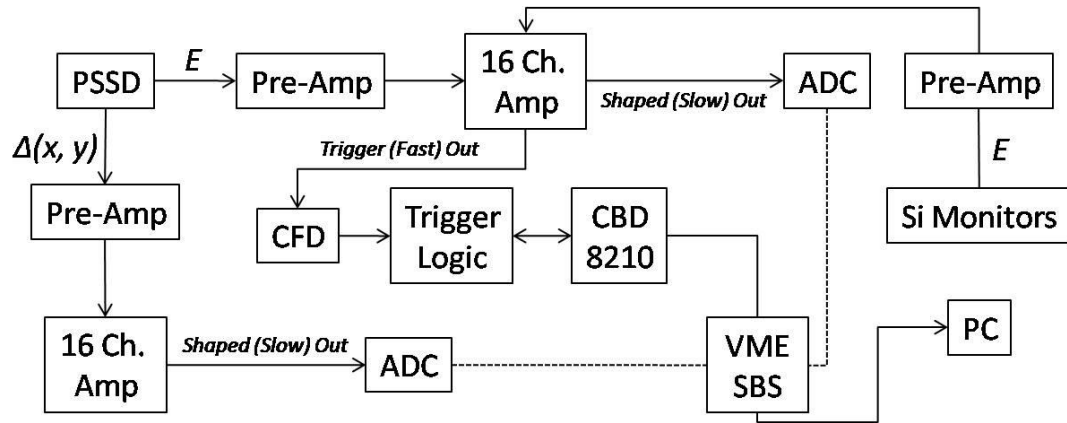 PSSD
E
Pre-Amp
16 Ch.
Amp
Shaped (Slow) Out
ADC
Pre-Amp
Δ(x, y)
Trigger (Fast) Out
E
Pre-Amp
CFD
Trigger
Logic
CBD
8210
Si Monitors
16 Ch.
Amp
Shaped (Slow) Out
ADC
VME
SBS
PC